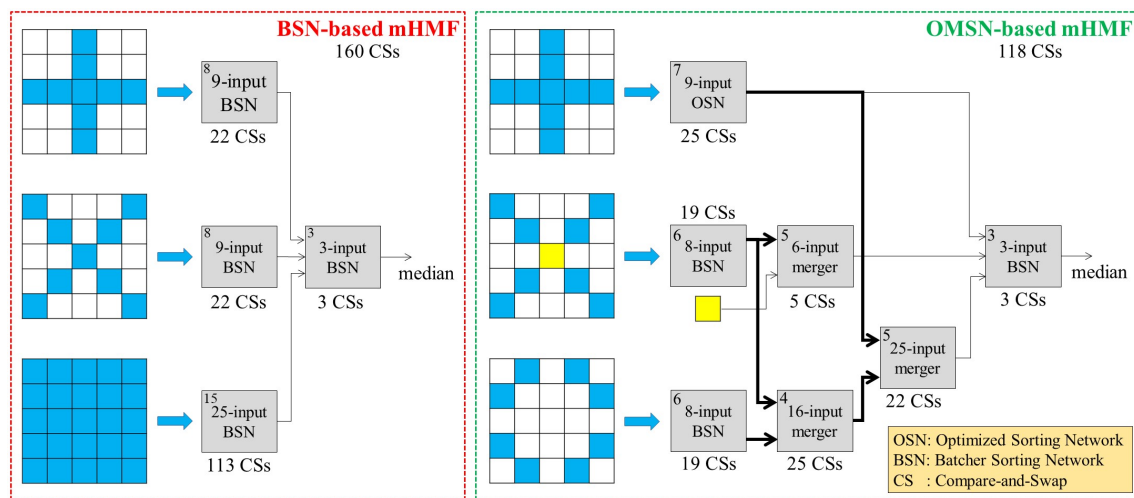 BSN-based mHMF
160 CSs
8
9-input
BSN
22 CSs
8
9-input
BSN
22 CSs
3
3-input
BSN
3 CSs
median
15
25-input
BSN
113 CSs
OMSN-based mHMF
118 CSs
7
9-input
OSN
25 CSs
19 CSs
6
8-input
BSN
5
6-input
merger
5 CSs
3
3-input
BSN
3 CSs
median
5
25-input
merger
22 CSs
6
8-input
BSN
19 CSs
4
16-input
merger
25 CSs
OSN: Optimized Sorting Network
BSN: Batcher Sorting Network
CS : Compare-and-Swap